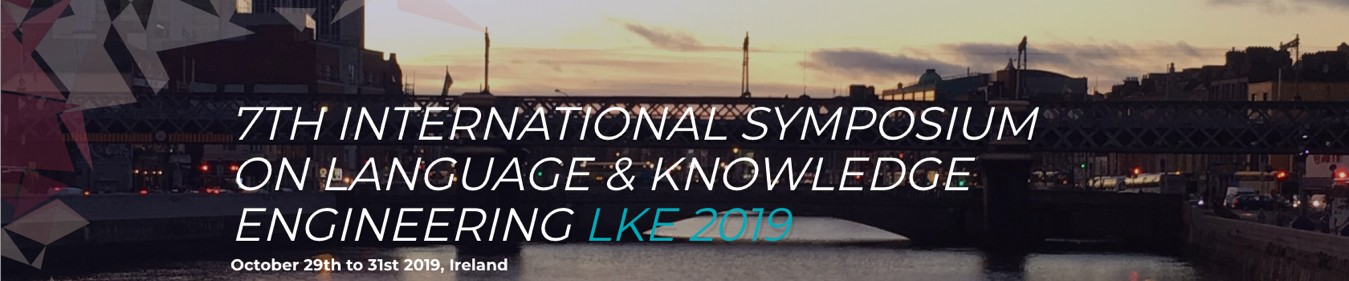 7TH INTERNATIONAL SYMPOSIUM
ON LANGUAGE & KNOWLEDGE
ENGINEERING LKE 2019
October 29th to 31st 2019, Ireland